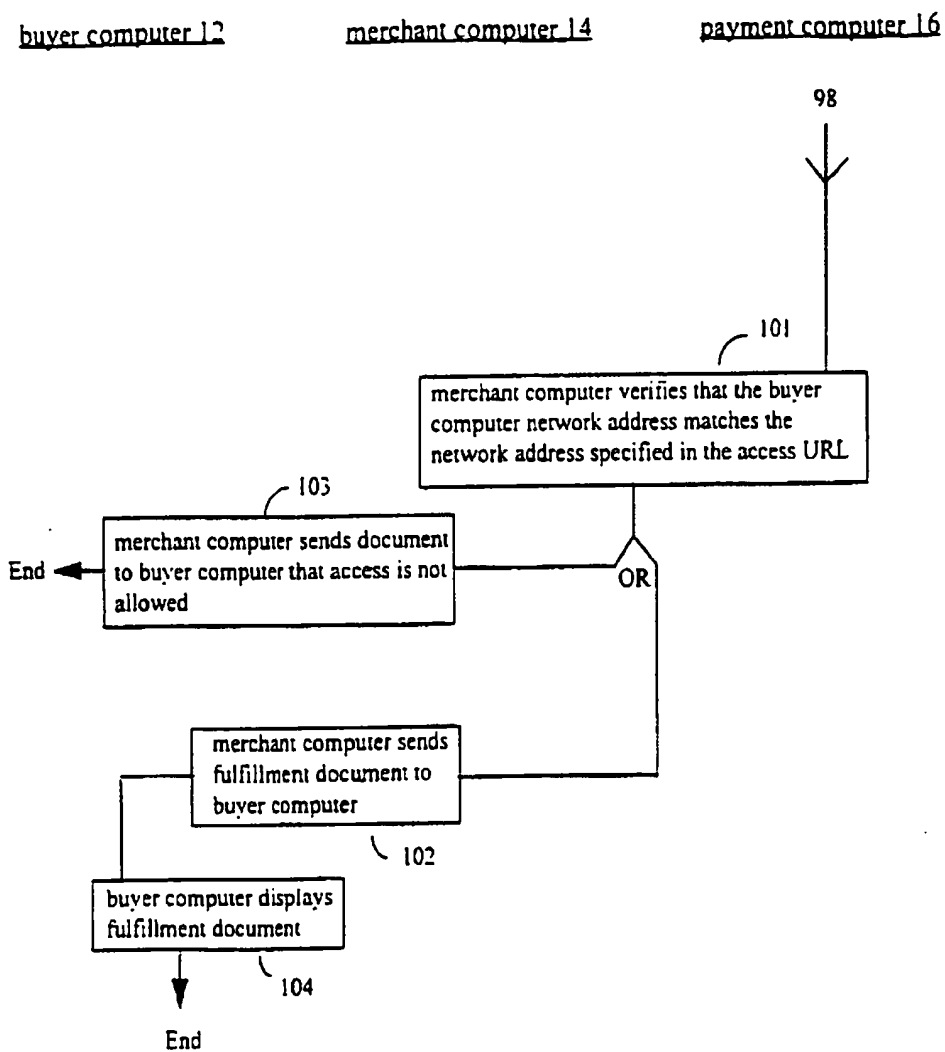 buyer computer 12 merchant computer 14 payment computer 16
98
101
merchant computer verifies that the buyer
computer network address matches the
network address specified in the access URL
103
merchant computer sends document
to buyer computer that access is not
allowed
End
OR
merchant computer sends
fulfillment document to
buyer computer
102
buyer computer displays
fulfillment document
104
End